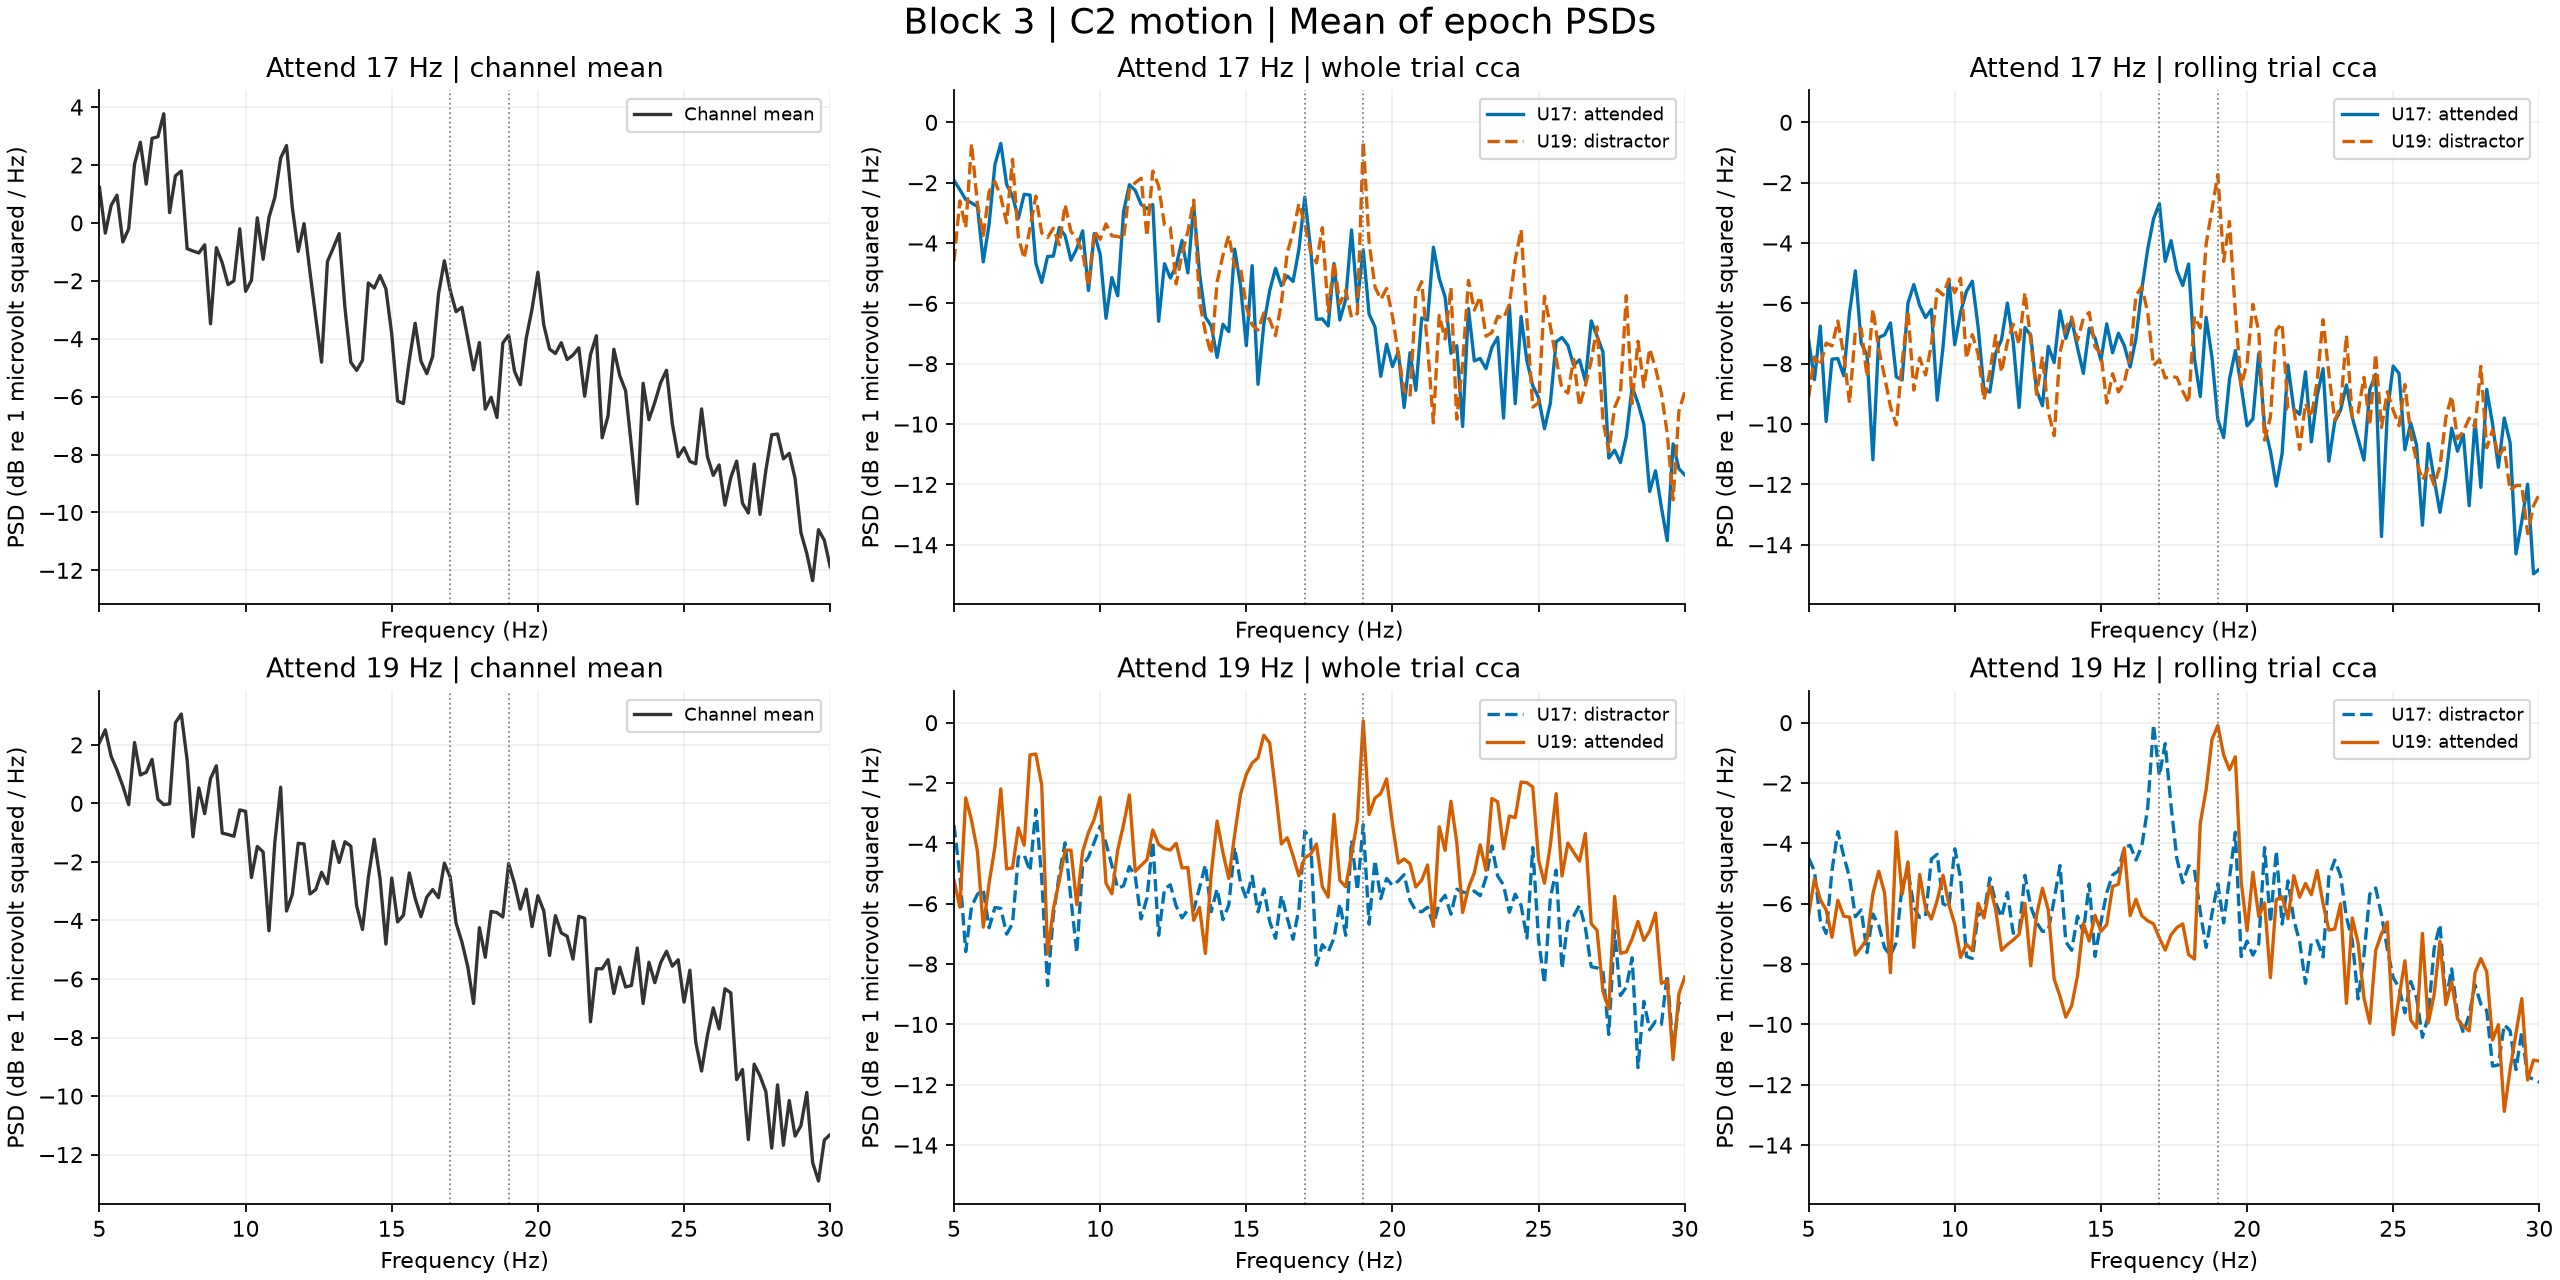 Block 3 | C2 motion | Mean of epoch PSDs
Attend 17 Hz | channel mean
PSD (dB re 1 microvolt squared / Hz)
4
2
0
−2
−4
−6
−8
−10
−12
Channel mean
Frequency (Hz)
Attend 17 Hz | whole trial cca
PSD (dB re 1 microvolt squared / Hz)
0
−2
−4
−6
−8
−10
−12
−14
U17: attended
U19: distractor
Frequency (Hz)
Attend 17 Hz | rolling trial cca
PSD (dB re 1 microvolt squared / Hz)
0
−2
−4
−6
−8
−10
−12
−14
U17: attended
U19: distractor
Frequency (Hz)
Attend 19 Hz | channel mean
PSD (dB re 1 microvolt squared / Hz)
2
0
−2
−4
−6
−8
−10
−12
Channel mean
5 10 15 20 25 30
Frequency (Hz)
Attend 19 Hz | whole trial cca
PSD (dB re 1 microvolt squared / Hz)
0
−2
−4
−6
−8
−10
−12
−14
U17: distractor
U19: attended
5 10 15 20 25 30
Frequency (Hz)
Attend 19 Hz | rolling trial cca
PSD (dB re 1 microvolt squared / Hz)
0
−2
−4
−6
−8
−10
−12
−14
U17: distractor
U19: attended
5 10 15 20 25 30
Frequency (Hz)